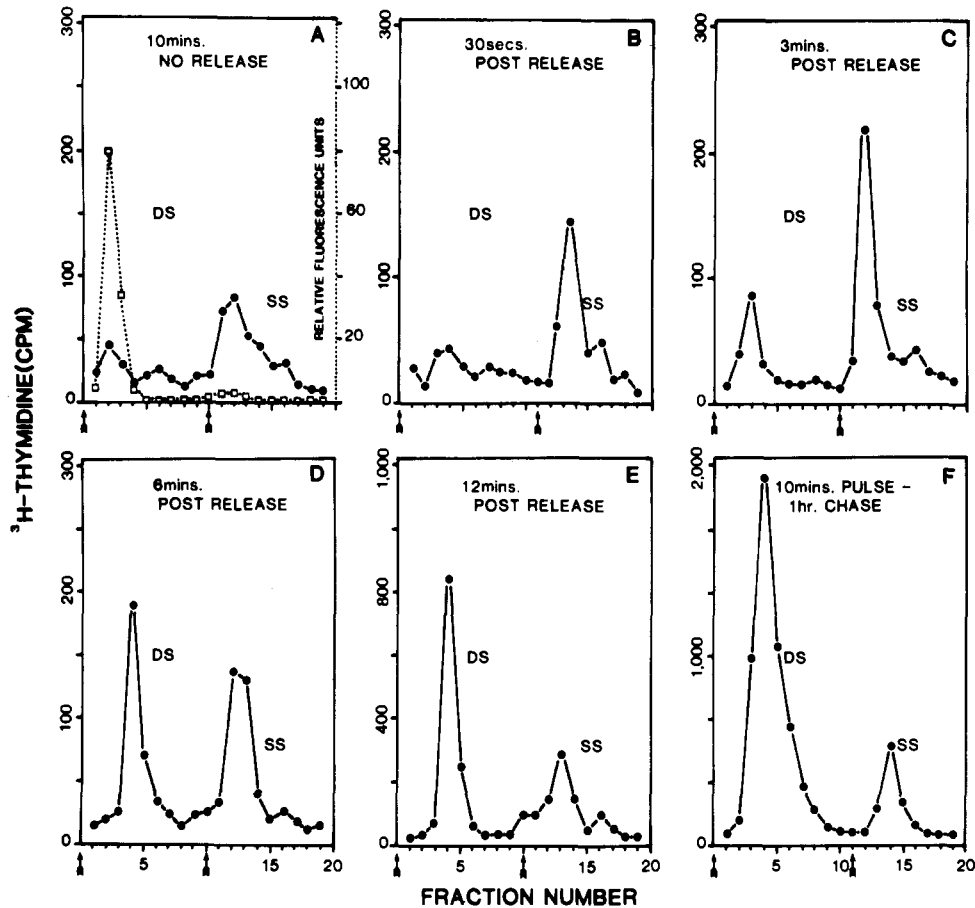 A
10mins.
NO RELEASE
300
200
100
0
100
60
20
RELATIVE FLUORESCENCE UNITS
DS
SS
B
30secs.
POST RELEASE
300
200
100
0
DS
SS
C
3mins.
POST RELEASE
300
200
100
0
DS
SS
³H-THYMIDINE(CPM)
D
6mins.
POST RELEASE
300
200
100
0
DS
SS
5
10
15
20
E
12mins.
POST RELEASE
1,000
800
400
0
DS
SS
5
10
15
20
F
10mins. PULSE –
1hr. CHASE
2,000
1,000
0
DS
SS
5
10
15
20
FRACTION NUMBER